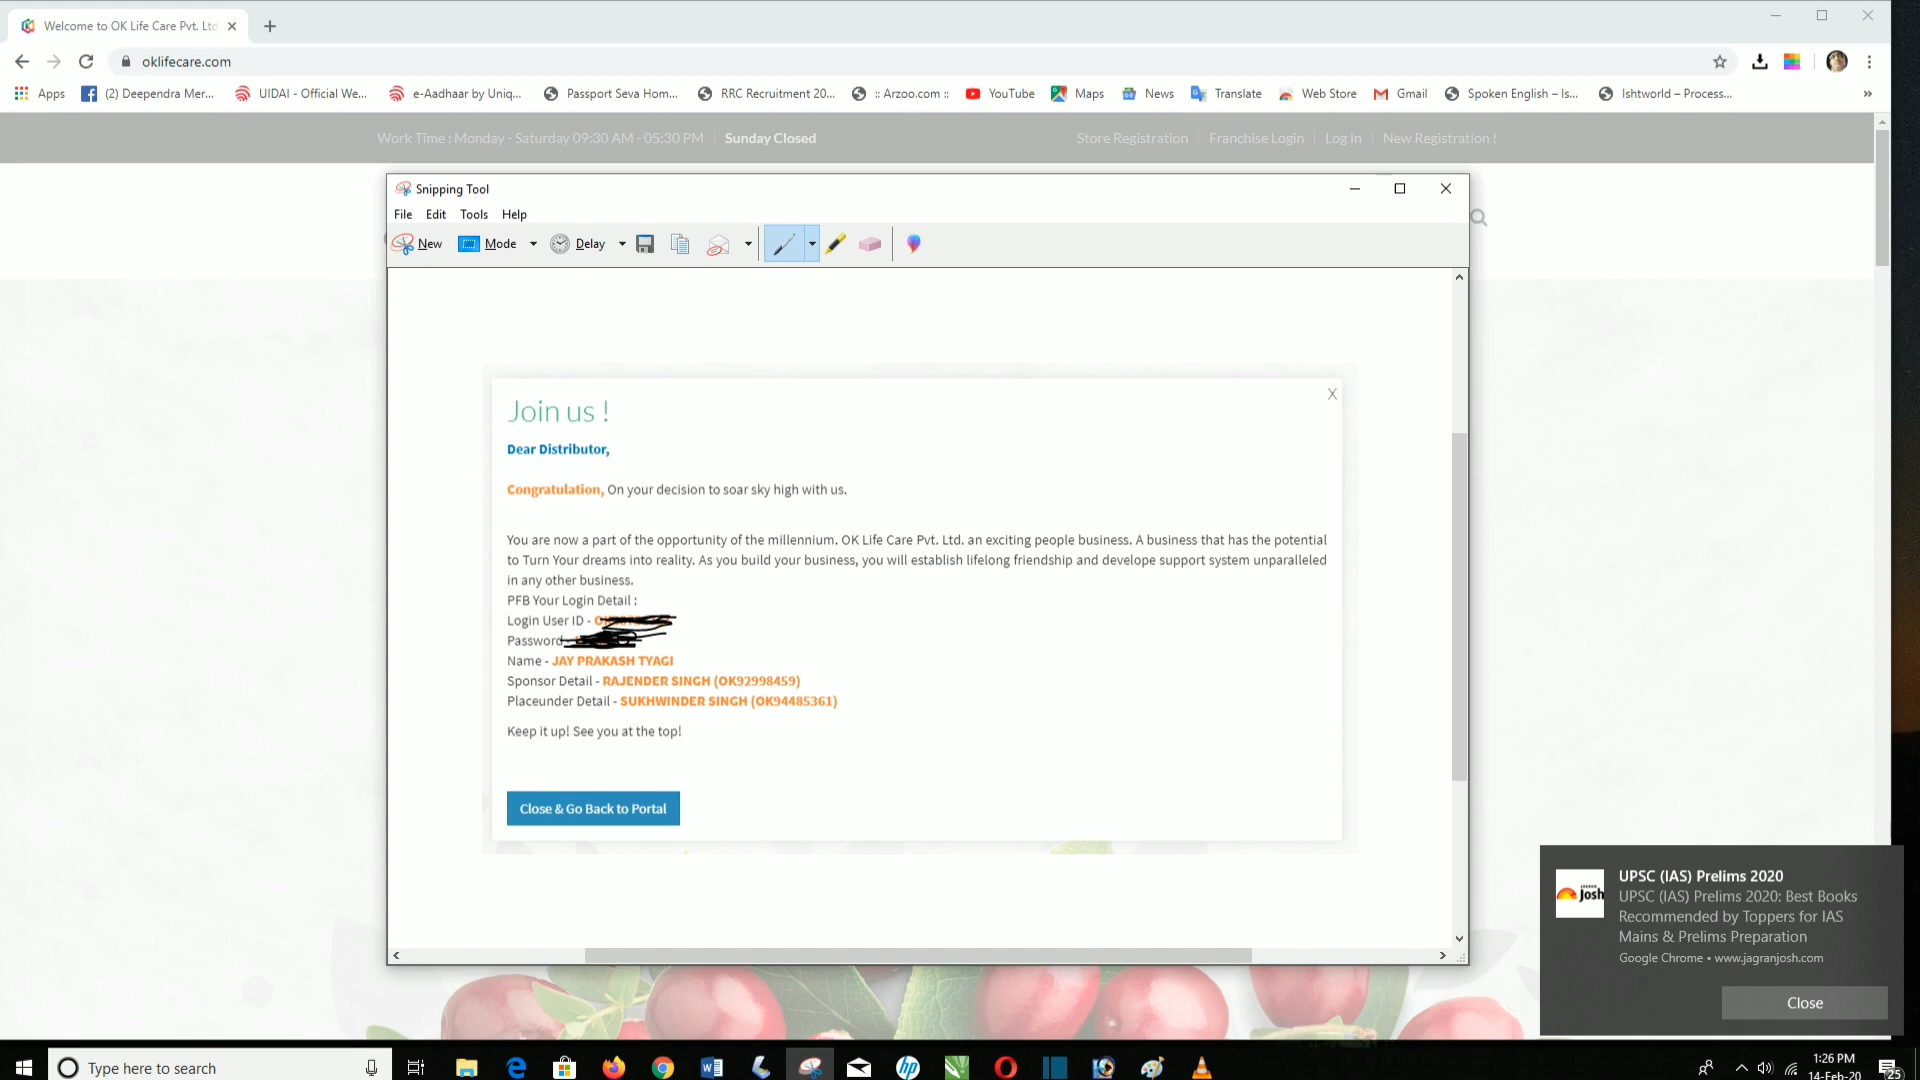 Welcome to OK Life Care Pvt. Ltd
oklifecare.com
Apps
(2) Deependra Mer...
UIDAI - Official We...
e-Aadhaar by Uniq...
Passport Seva Hom...
RRC Recruitment 20...
:: Arzoo.com ::
YouTube
Maps
News
Translate
Web Store
Gmail
Spoken English – Is...
Ishtworld – Process...
»
Work Time : Monday - Saturday 09:30 AM - 05:30 PM
Sunday Closed
Store Registration
Franchise Login
Log In
New Registration !
Snipping Tool
File Edit Tools Help
New Mode Delay
Join us !
X
Dear Distributor,
Congratulation, On your decision to soar sky high with us.
You are now a part of the opportunity of the millennium. OK Life Care Pvt. Ltd. an exciting people business. A business that has the potential
to Turn Your dreams into reality. As you build your business, you will establish lifelong friendship and develope support system unparalleled
in any other business.
PFB Your Login Detail :
Login User ID -
Password
Name - JAY PRAKASH TYAGI
Sponsor Detail - RAJENDER SINGH (OK92998459)
Placeunder Detail - SUKHWINDER SINGH (OK94485361)
Keep it up! See you at the top!
Close & Go Back to Portal
Josh
UPSC (IAS) Prelims 2020
UPSC (IAS) Prelims 2020: Best Books
Recommended by Toppers for IAS
Mains & Prelims Preparation
Google Chrome • www.jagranjosh.com
Close
Type here to search
1:26 PM
14-Feb-20
25